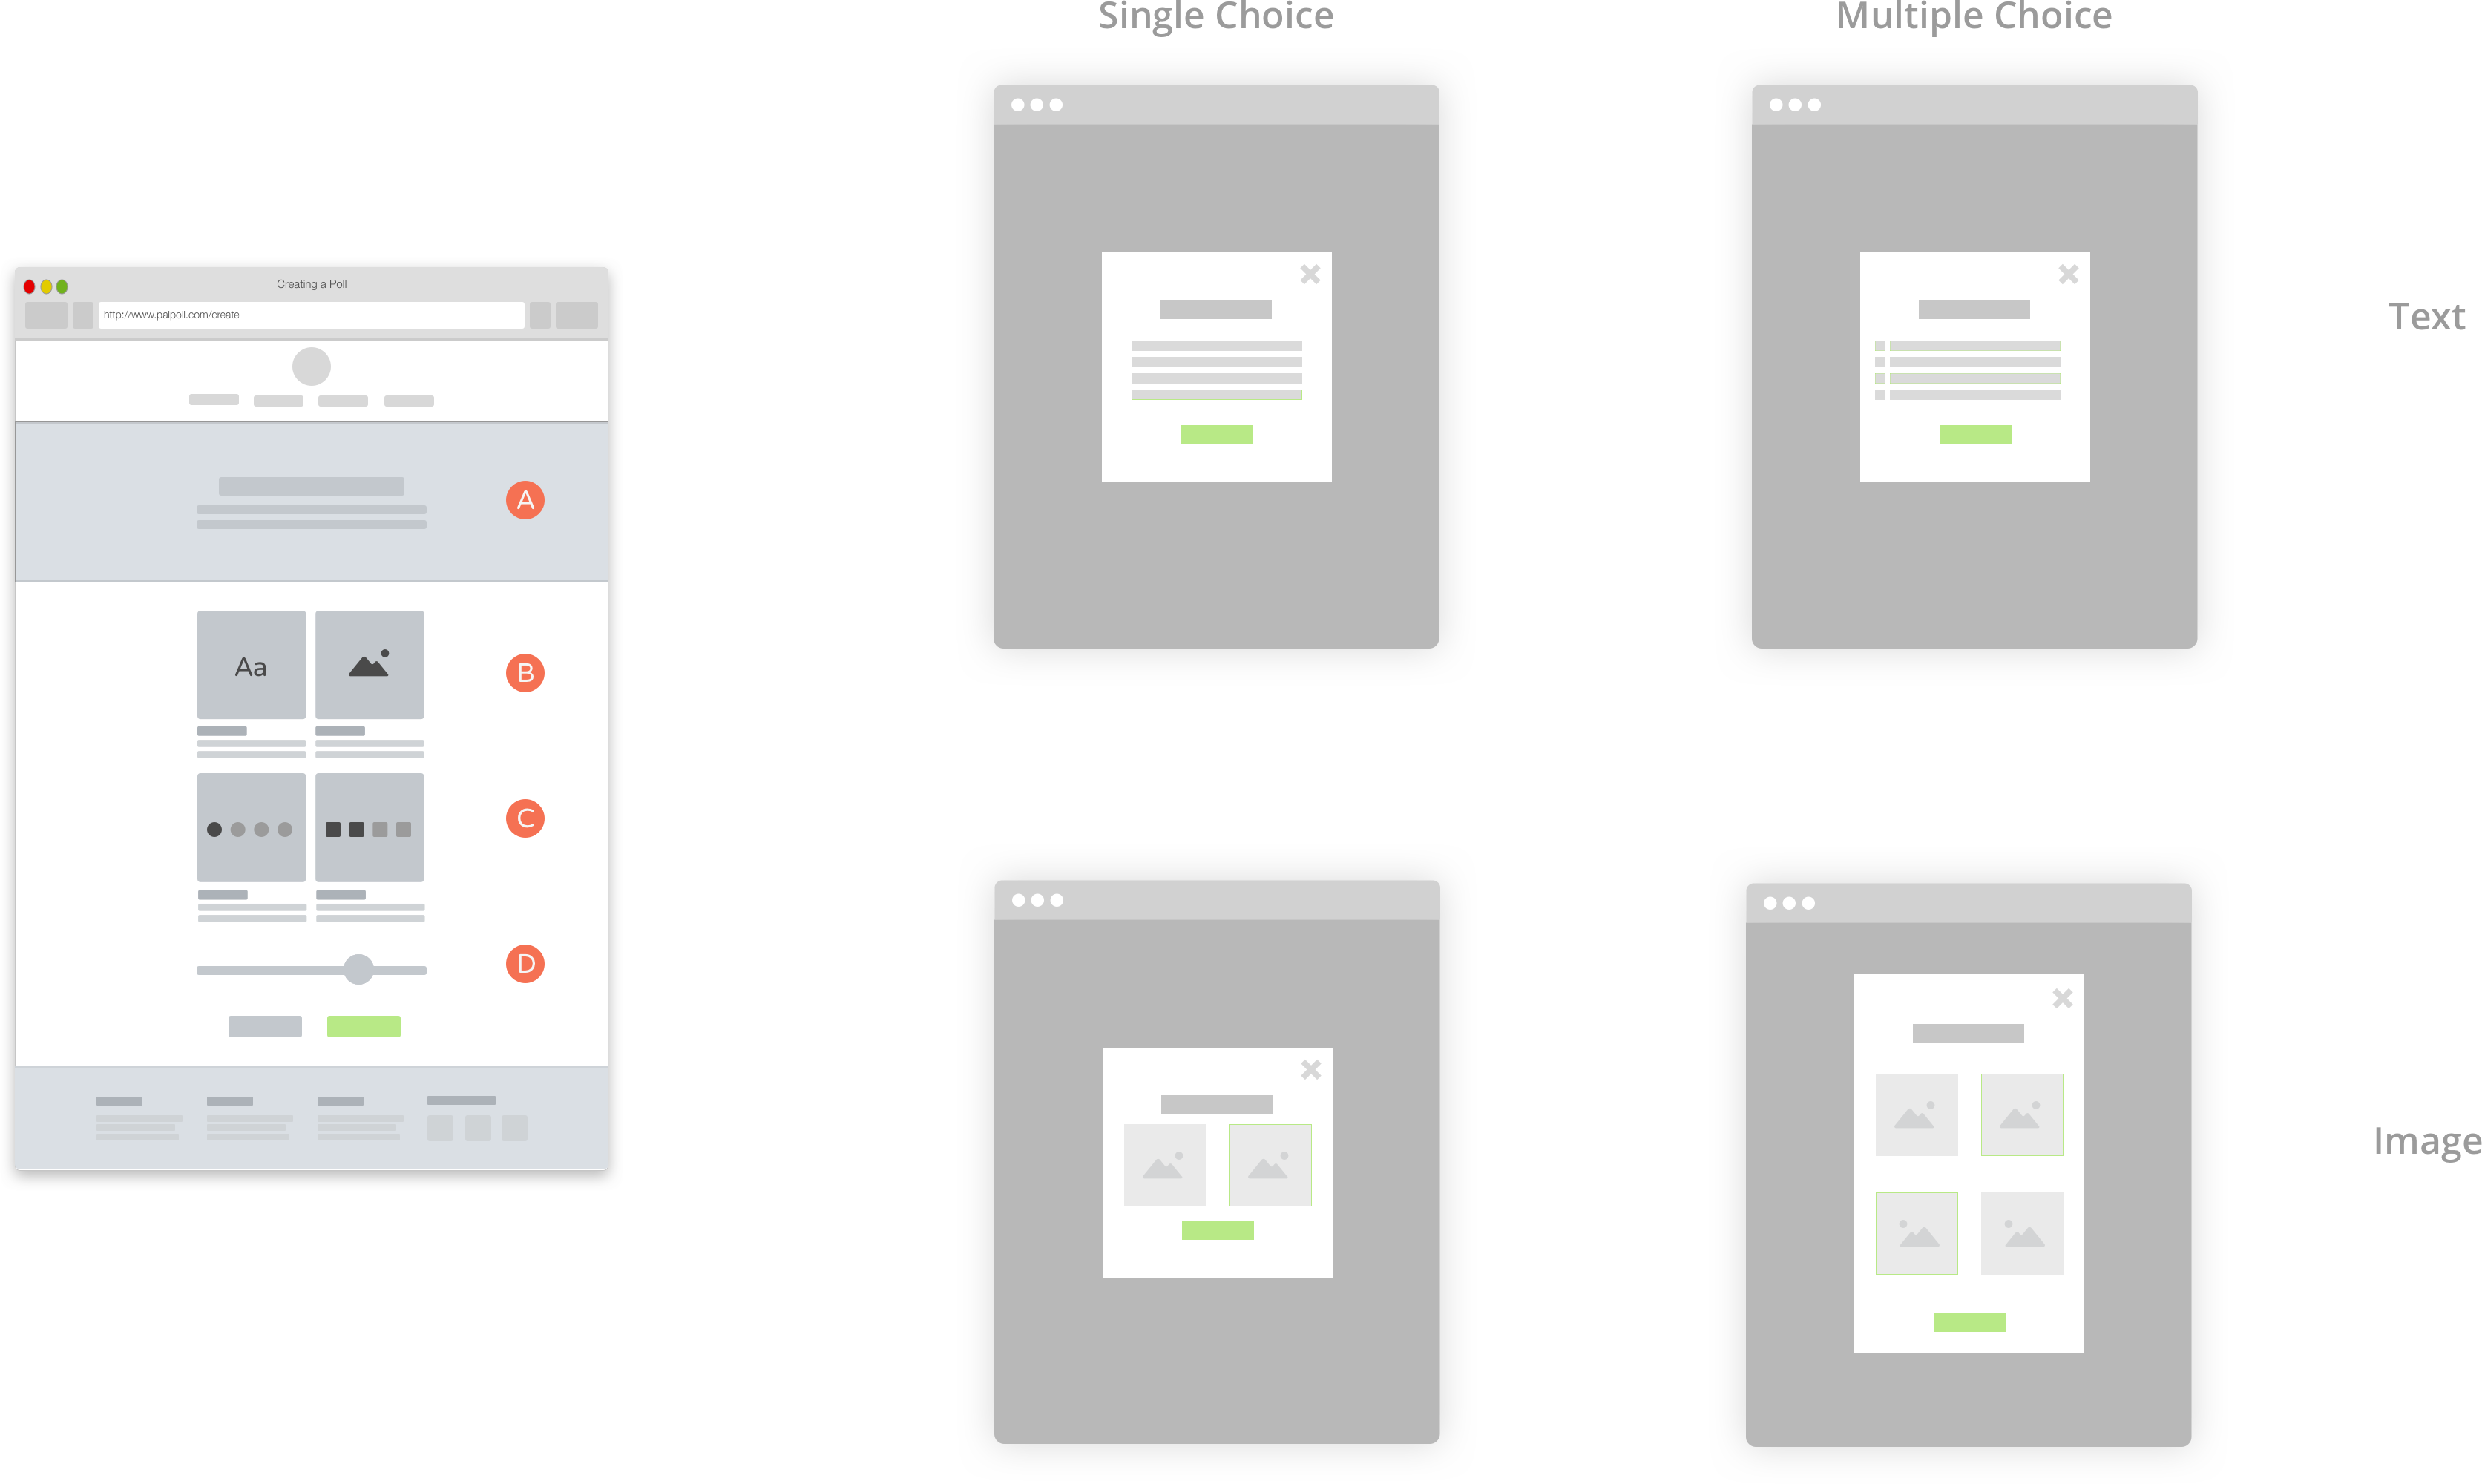 Single Choice
Multiple Choice
Creating a Poll
http://www.palpoll.com/create
Text
A
Aa
B
C
D
Image